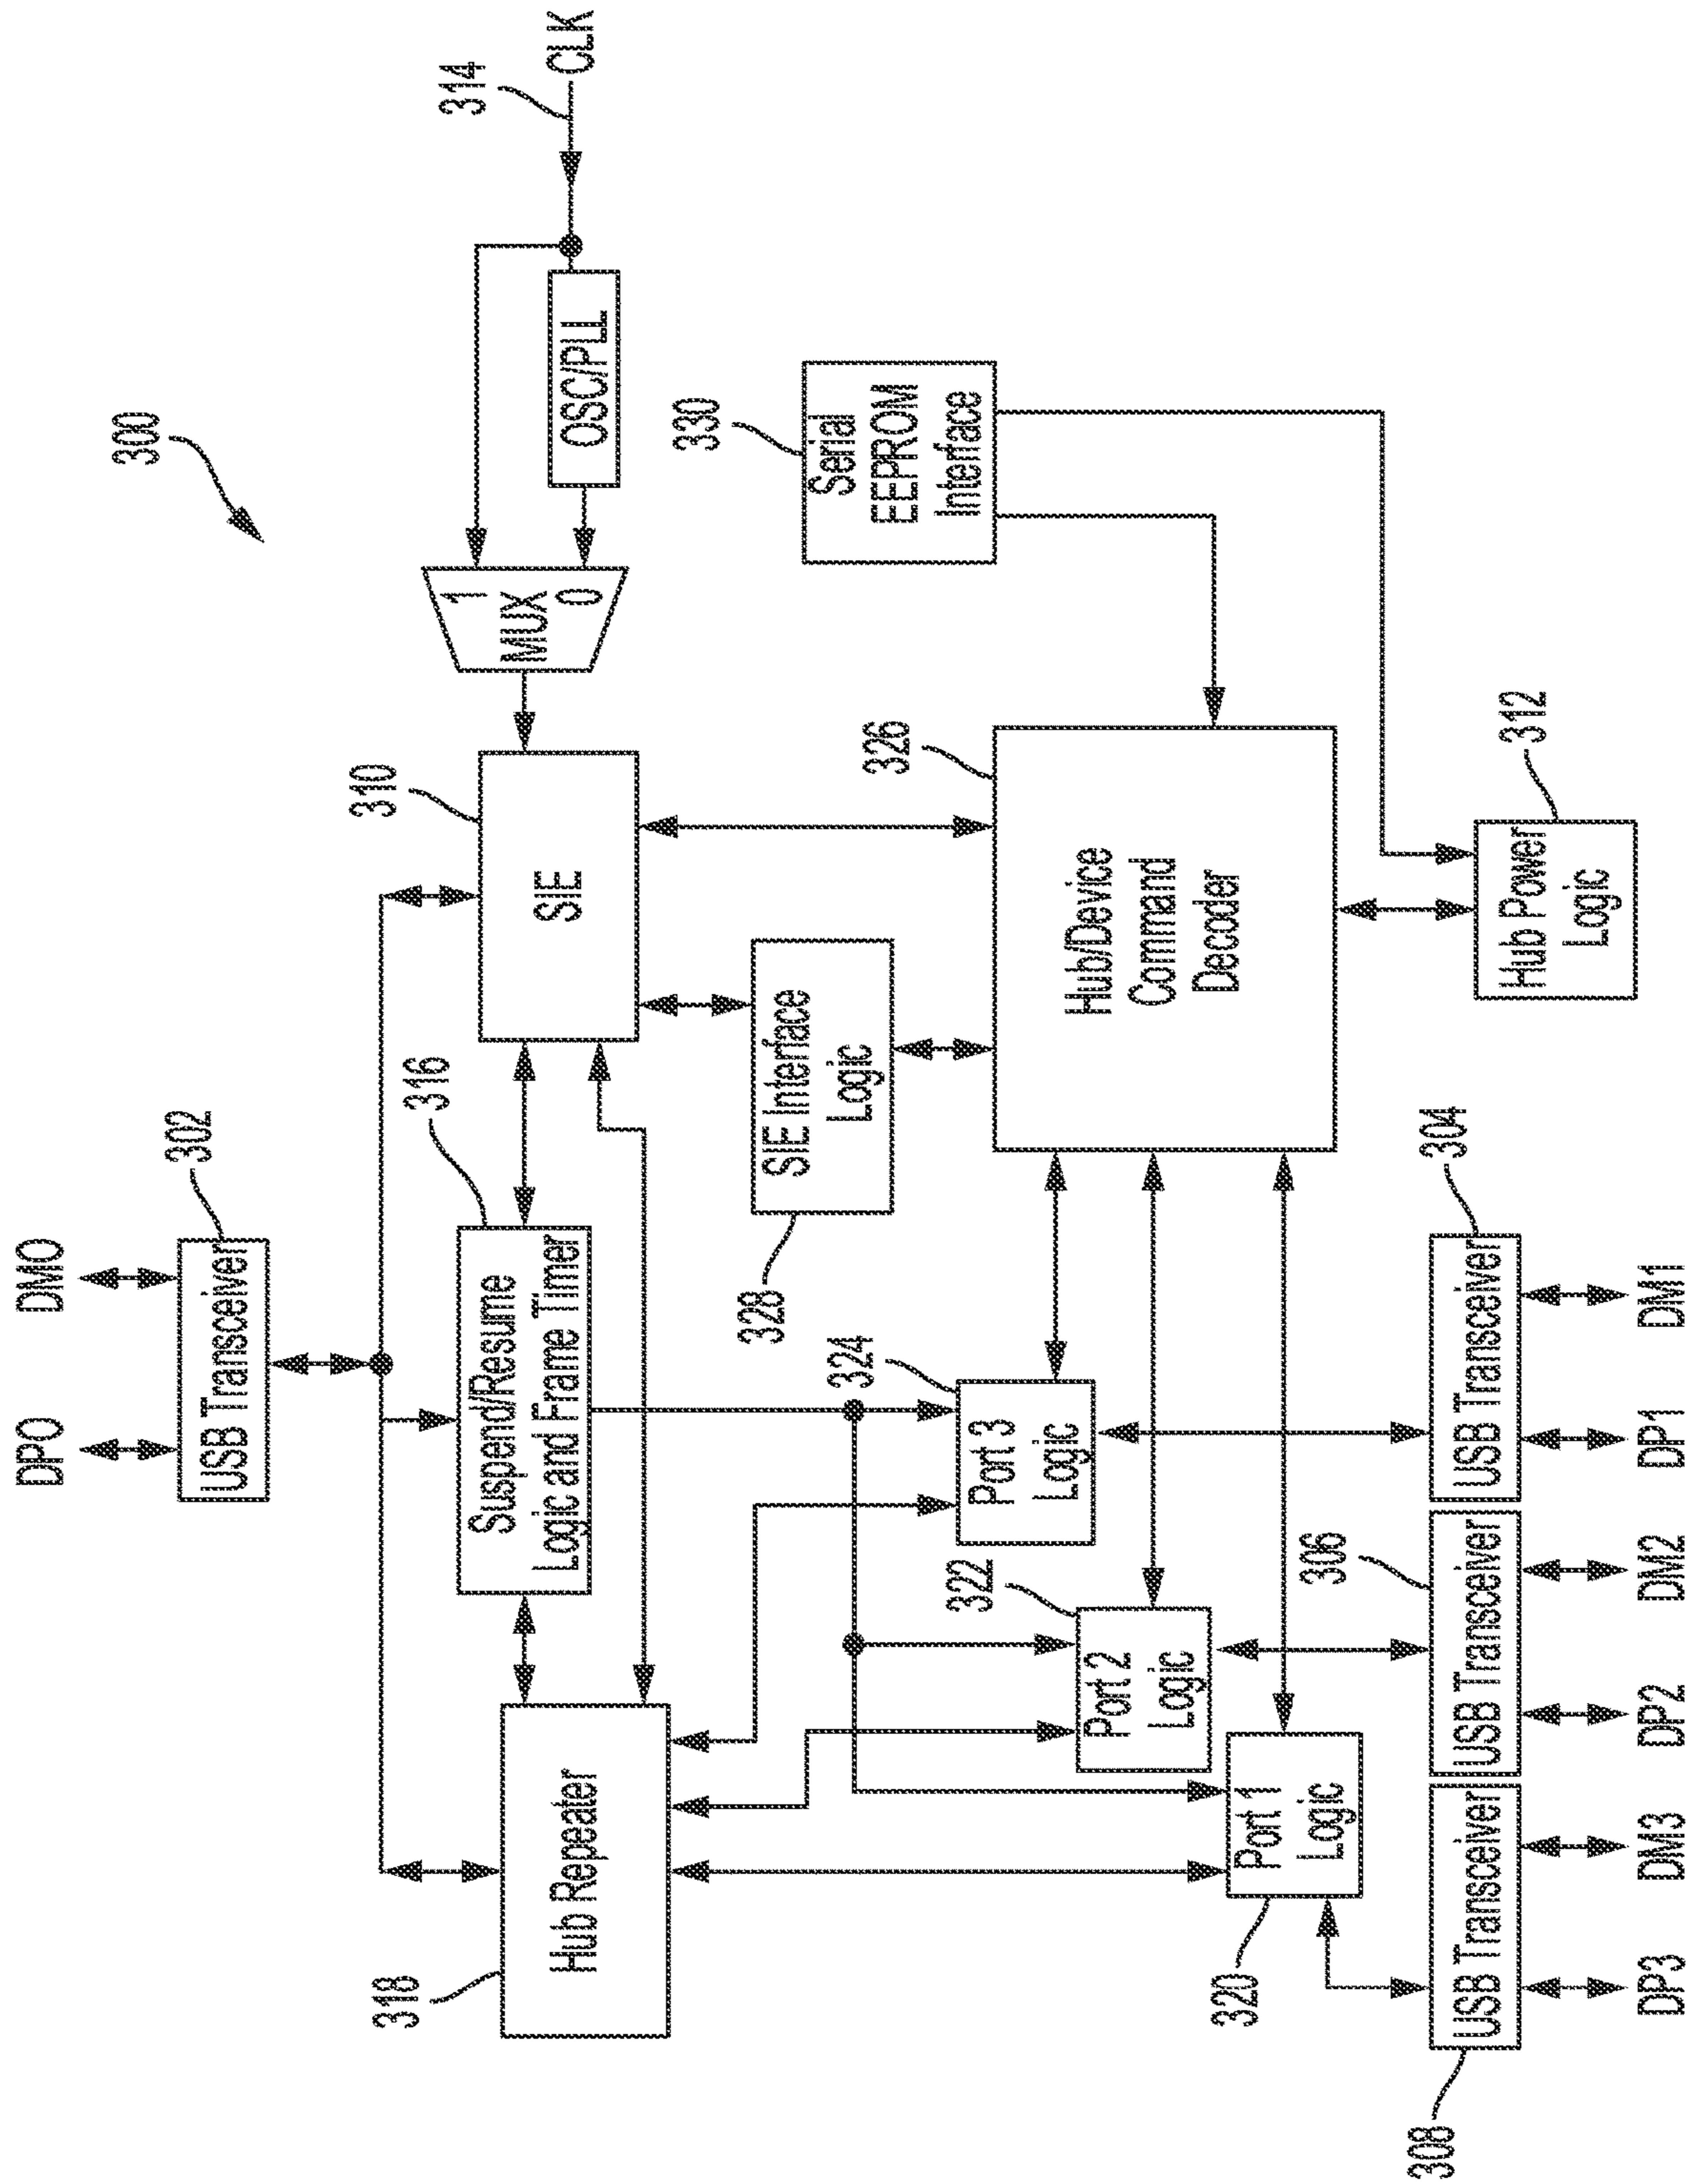 300
DPO
DMO
302
USB Transceiver
314
CLK
OSC/PLL
1
MUX
0
310
SIE
316
Suspend/Resume
Logic and Frame Timer
318
Hub Repeater
328
SIE Interface
Logic
330
Serial
EEPROM
Interface
326
Hub/Device
Command
Decoder
312
Hub Power
Logic
324
Port 3
Logic
322
Port 2
Logic
320
Port 1
Logic
308
USB Transceiver
306
USB Transceiver
304
USB Transceiver
DP3
DM3
DP2
DM2
DP1
DM1